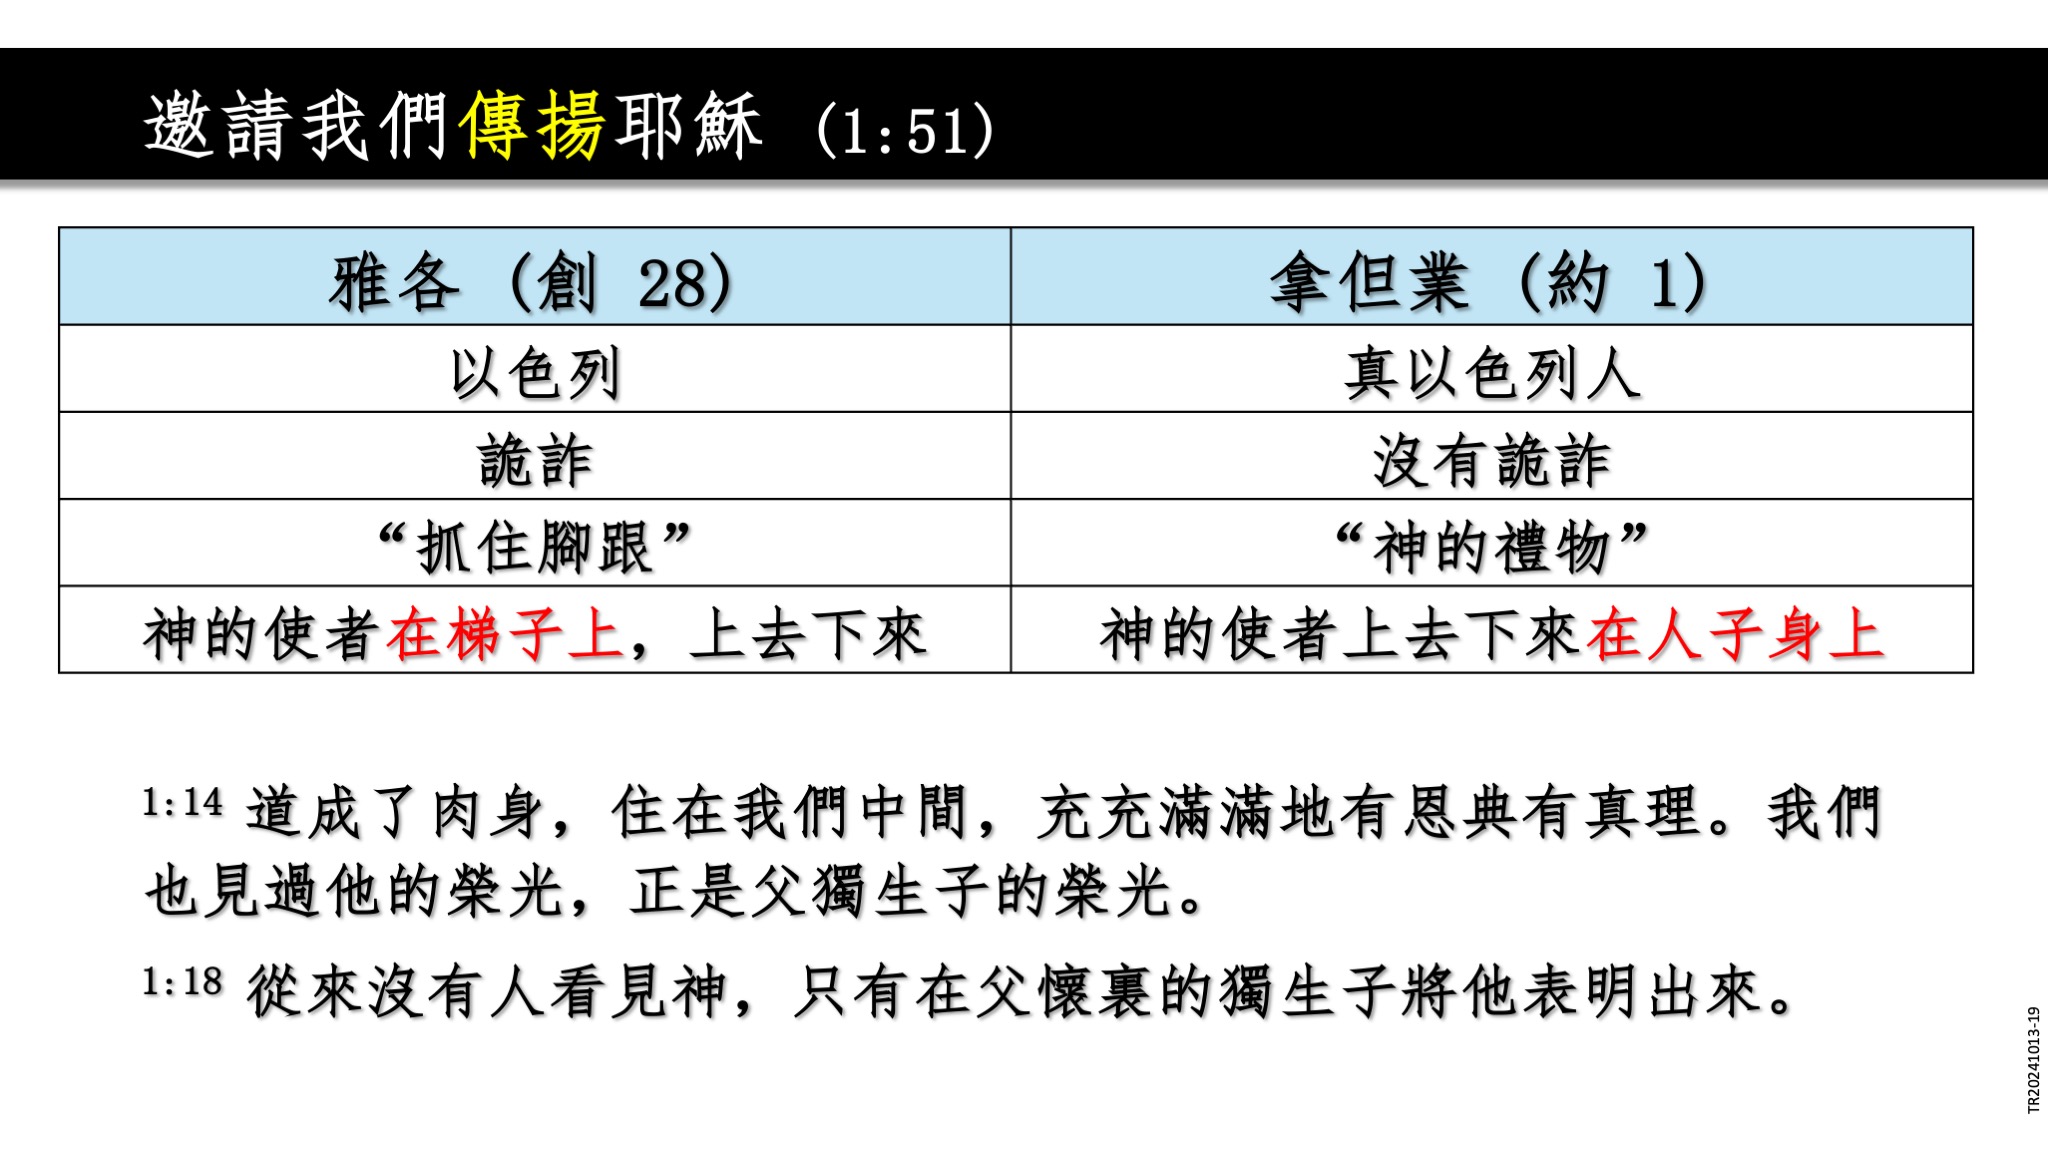 邀請我們傳揚耶穌 (1:51)
雅各 (創 28)
拿但業 (約 1)
以色列
真以色列人
詭詐
沒有詭詐
“抓住腳跟”
“神的禮物”
神的使者在梯子上，上去下來
神的使者上去下來在人子身上
1:14 道成了肉身，住在我們中間，充充滿滿地有恩典有真理。我們
也見過他的榮光，正是父獨生子的榮光。
1:18 從來沒有人看見神，只有在父懷裏的獨生子將他表明出來。
TR20241013-19